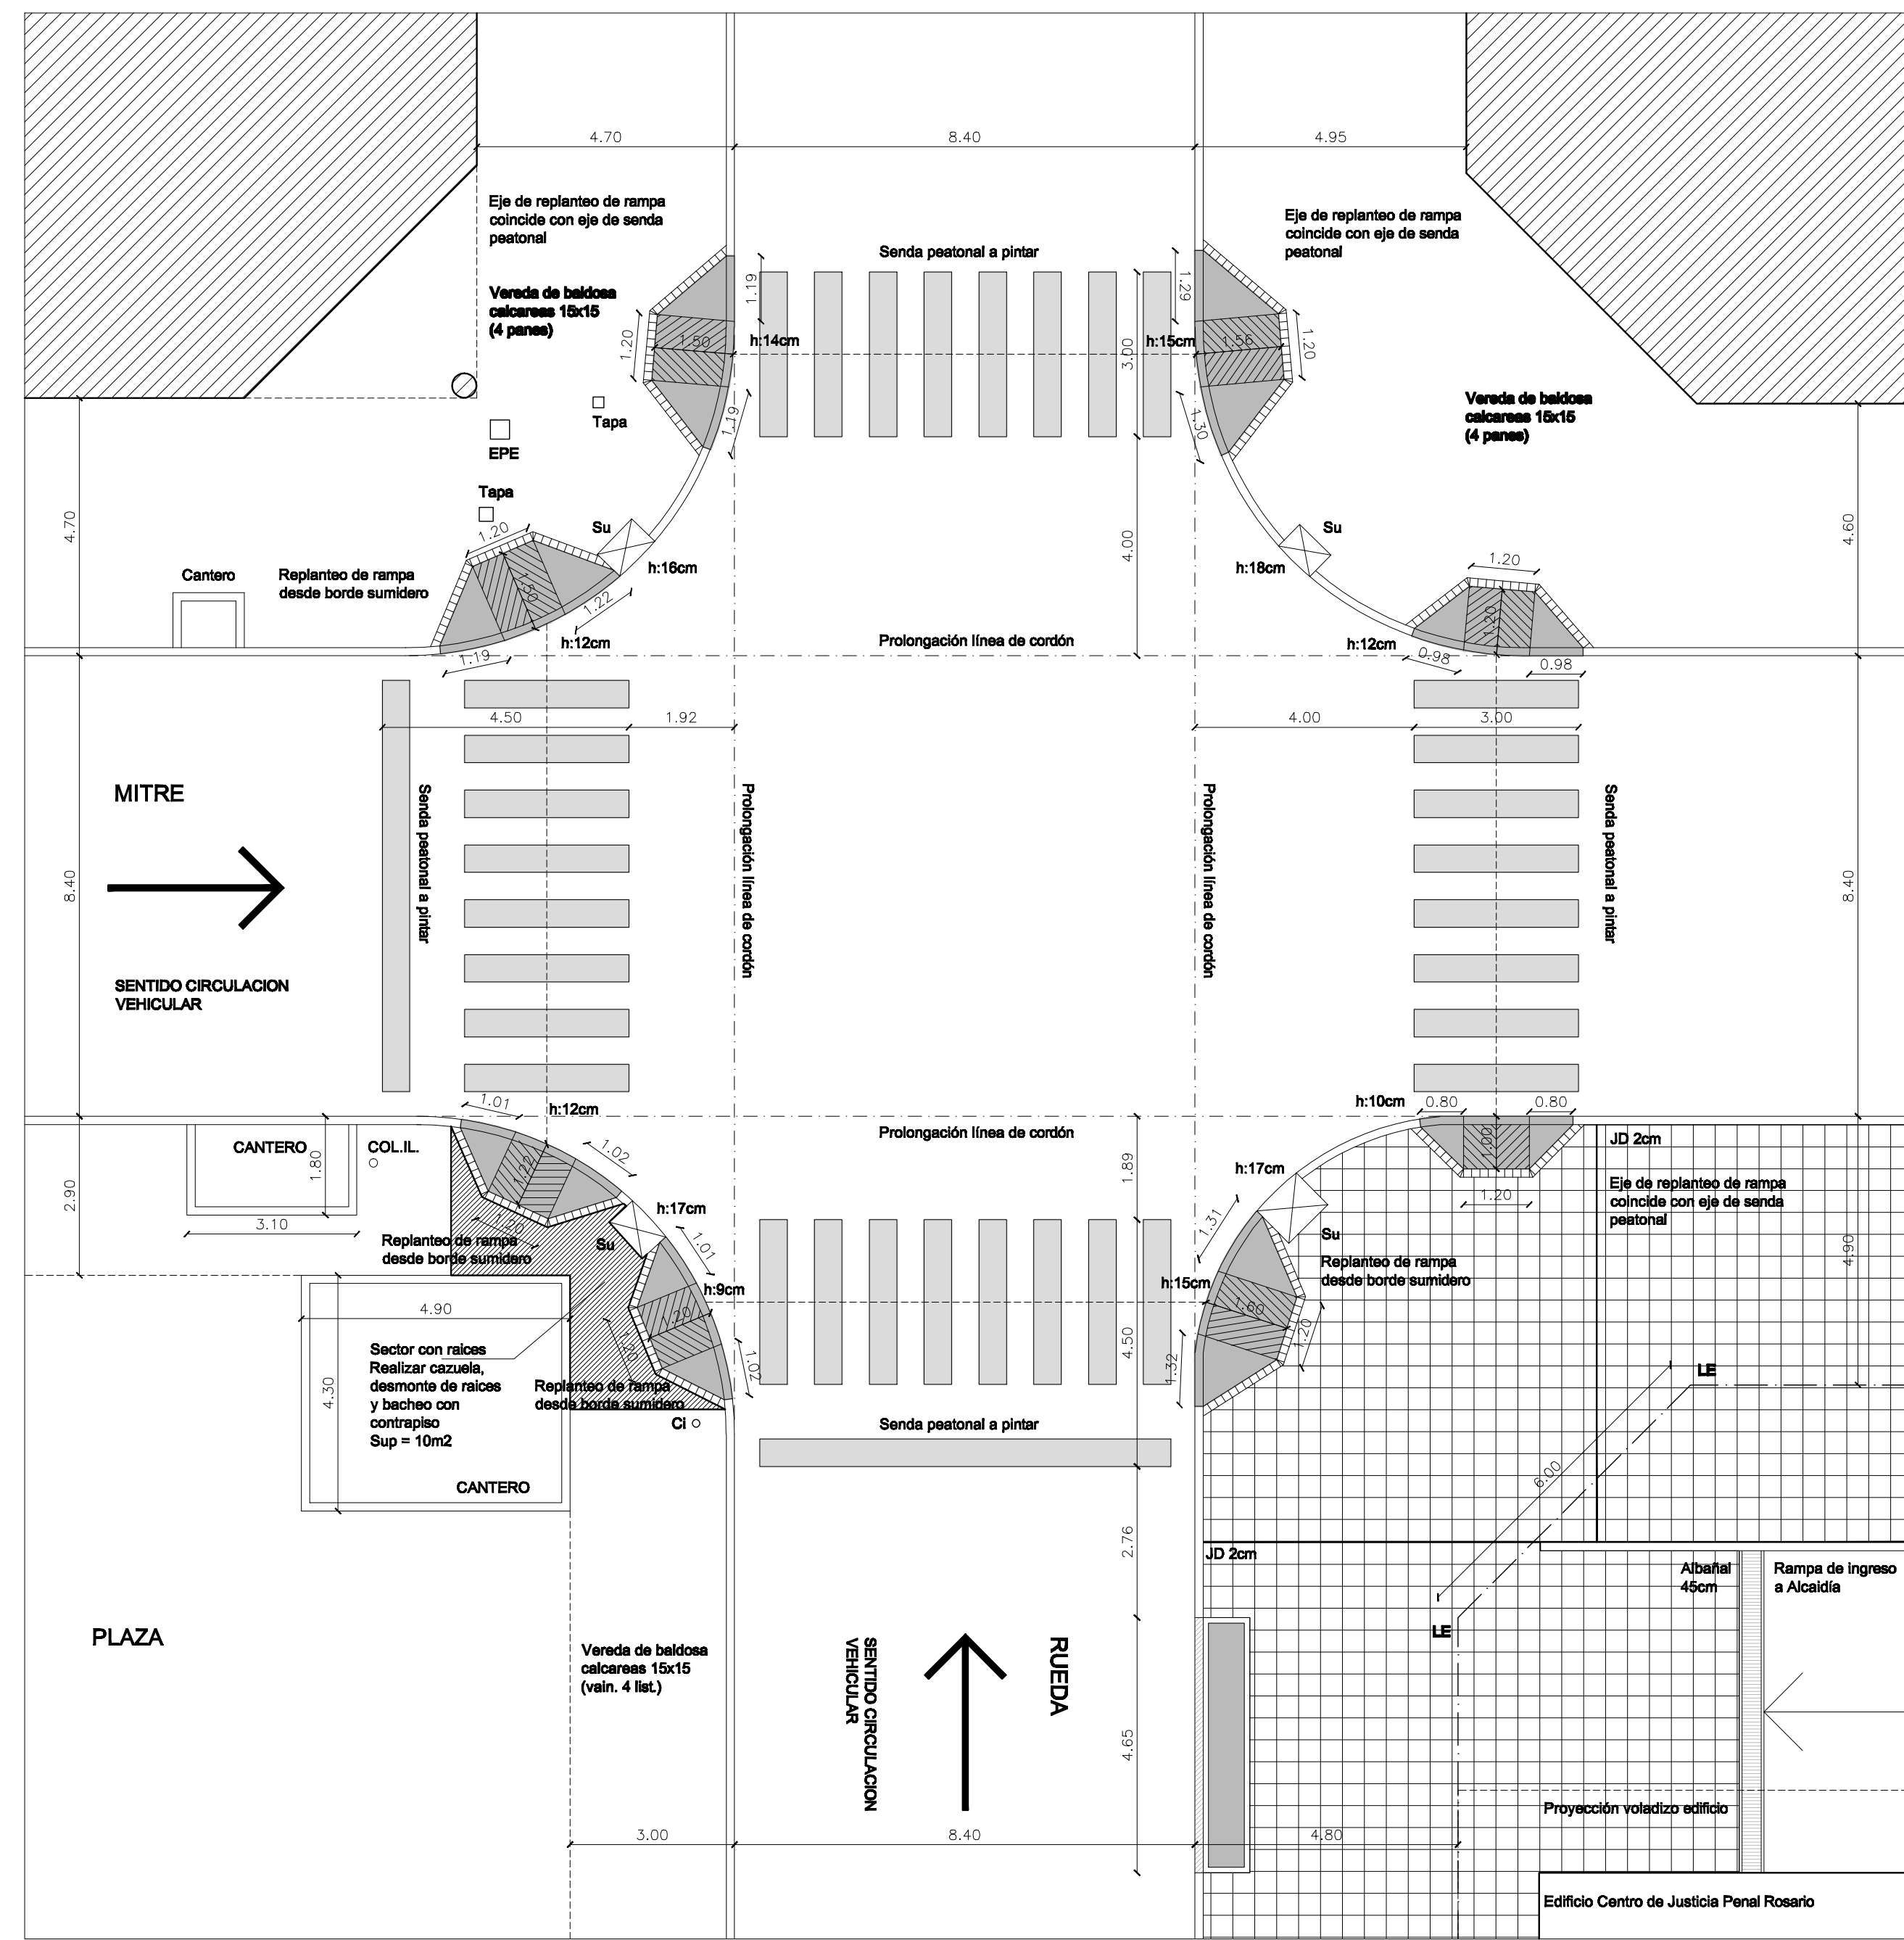 4.70
8.40
4.95
Eje de replanteo de rampa
coincide con eje de senda
peatonal
Senda peatonal a pintar
Eje de replanteo de rampa
coincide con eje de senda
peatonal
1.19
1.29
Vereda de baldosa
calcareas 15x15
(4 panes)
1.20
1.50
h:14cm
3.00
h:15cm
1.56
1.20
1.19
1.30
Vereda de baldosa
calcareas 15x15
(4 panes)
Tapa
EPE
Tapa
4.70
1.20
Su
4.00
Su
4.60
Cantero
Replanteo de rampa
desde borde sumidero
1.50
1.22
h:16cm
h:18cm
1.20
1.20
1.19
h:12cm
Prolongación línea de cordón
h:12cm
0.98
0.98
4.50
1.92
4.00
3.00
MITRE
Senda peatonal a pintar
Prolongación línea de cordón
Prolongación línea de cordón
Senda peatonal a pintar
8.40
8.40
SENTIDO CIRCULACION
VEHICULAR
1.01
h:12cm
h:10cm
0.80
0.80
CANTERO
COL.IL.
1.80
2.90
3.10
1.22
1.02
Prolongación línea de cordón
1.89
1.00
JD 2cm
h:17cm
h:17cm
Eje de replanteo de rampa
coincide con eje de senda
peatonal
1.20
1.20
Replanteo de rampa
desde borde sumidero
Su
1.01
1.31
Su
Replanteo de rampa
desde borde sumidero
4.90
h:9cm
h:15cm
4.90
1.20
1.60
1.20
1.20
Sector con raices
Realizar cazuela,
desmonte de raices
y bacheo con
contrapiso
Sup = 10m2
4.30
1.02
4.50
1.32
LE
Replanteo de rampa
desde borde sumidero
Ci
Senda peatonal a pintar
CANTERO
6.00
2.76
JD 2cm
Albañal
45cm
Rampa de ingreso
a Alcaidía
PLAZA
LE
Vereda de baldosa
calcareas 15x15
(vain. 4 list.)
SENTIDO CIRCULACION
VEHICULAR
RUEDA
4.65
Proyección voladizo edificio
3.00
8.40
4.80
Edificio Centro de Justicia Penal Rosario